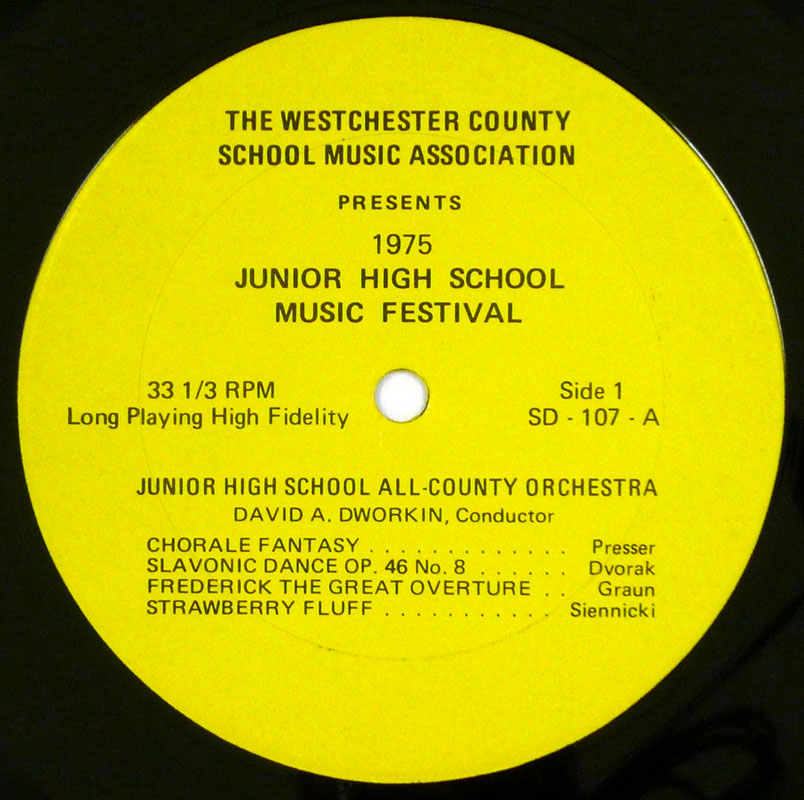 THE WESTCHESTER COUNTY
SCHOOL MUSIC ASSOCIATION
PRESENTS
1975
JUNIOR HIGH SCHOOL
MUSIC FESTIVAL
33 1/3 RPM
Long Playing High Fidelity
Side 1
SD - 107 - A
JUNIOR HIGH SCHOOL ALL-COUNTY ORCHESTRA
DAVID A. DWORKIN, Conductor
CHORALE FANTASY . . . . . . . . . . . . . Presser
SLAVONIC DANCE OP. 46 No. 8 . . . . . . Dvorak
FREDERICK THE GREAT OVERTURE . . Graun
STRAWBERRY FLUFF . . . . . . . . . . . Siennicki